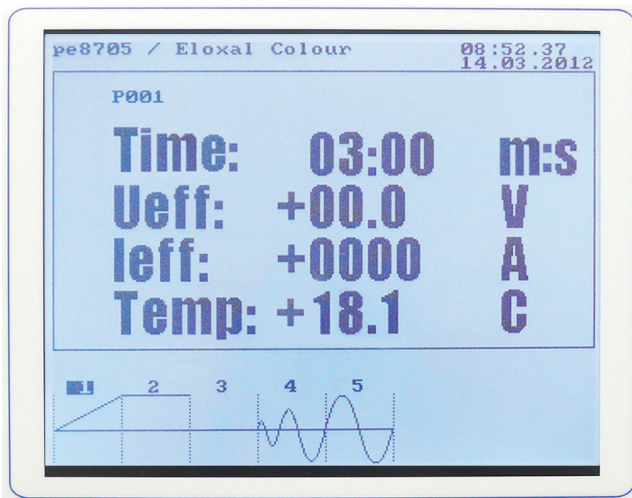 pe8705 / Eloxal Colour 08:52.37
14.03.2012
P001
Time: 03:00 m:s
Ueff: +00.0 V
Ieff: +0000 A
Temp: +18.1 C
1 2 3 4 5